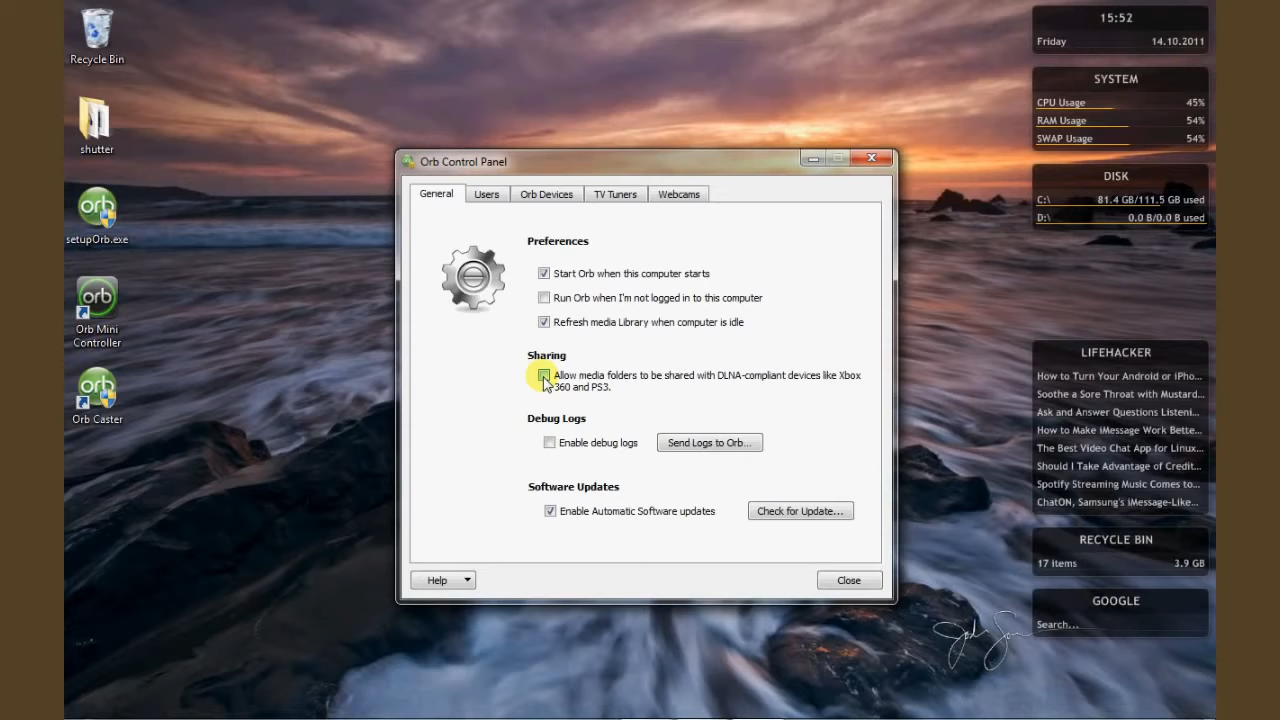 Recycle Bin
shutter
orb
setupOrb.exe
orb
Orb Mini
Controller
orb
Orb Caster
Orb Control Panel
General
Users
Orb Devices
TV Tuners
Webcams
Preferences
Start Orb when this computer starts
Run Orb when I'm not logged in to this computer
Refresh media Library when computer is idle
Sharing
Allow media folders to be shared with DLNA-compliant devices like Xbox
360 and PS3.
Debug Logs
Enable debug logs
Send Logs to Orb...
Software Updates
Enable Automatic Software updates
Check for Update...
Help
Close
15:52
Friday 14.10.2011
SYSTEM
CPU Usage 45%
RAM Usage 54%
SWAP Usage 54%
DISK
C:\ 81.4 GB/111.5 GB used
D:\ 0.0 B/0.0 B used
LIFEHACKER
How to Turn Your Android or iPho...
Soothe a Sore Throat with Mustard...
Ask and Answer Questions Listeni...
How to Make iMessage Work Bette...
The Best Video Chat App for Linux...
Should I Take Advantage of Credit...
Spotify Streaming Music Comes to...
ChatON, Samsung's iMessage-Like...
RECYCLE BIN
17 items 3.9 GB
GOOGLE
Search...